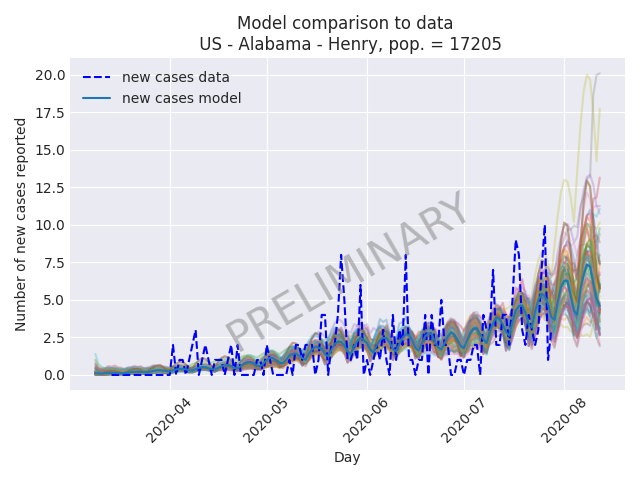 Model comparison to data
US - Alabama - Henry, pop. = 17205
20.0
17.5
15.0
12.5
10.0
7.5
5.0
2.5
0.0
Number of new cases reported
new cases data
new cases model
PRELIMINARY
2020-04
2020-05
2020-06
2020-07
2020-08
Day